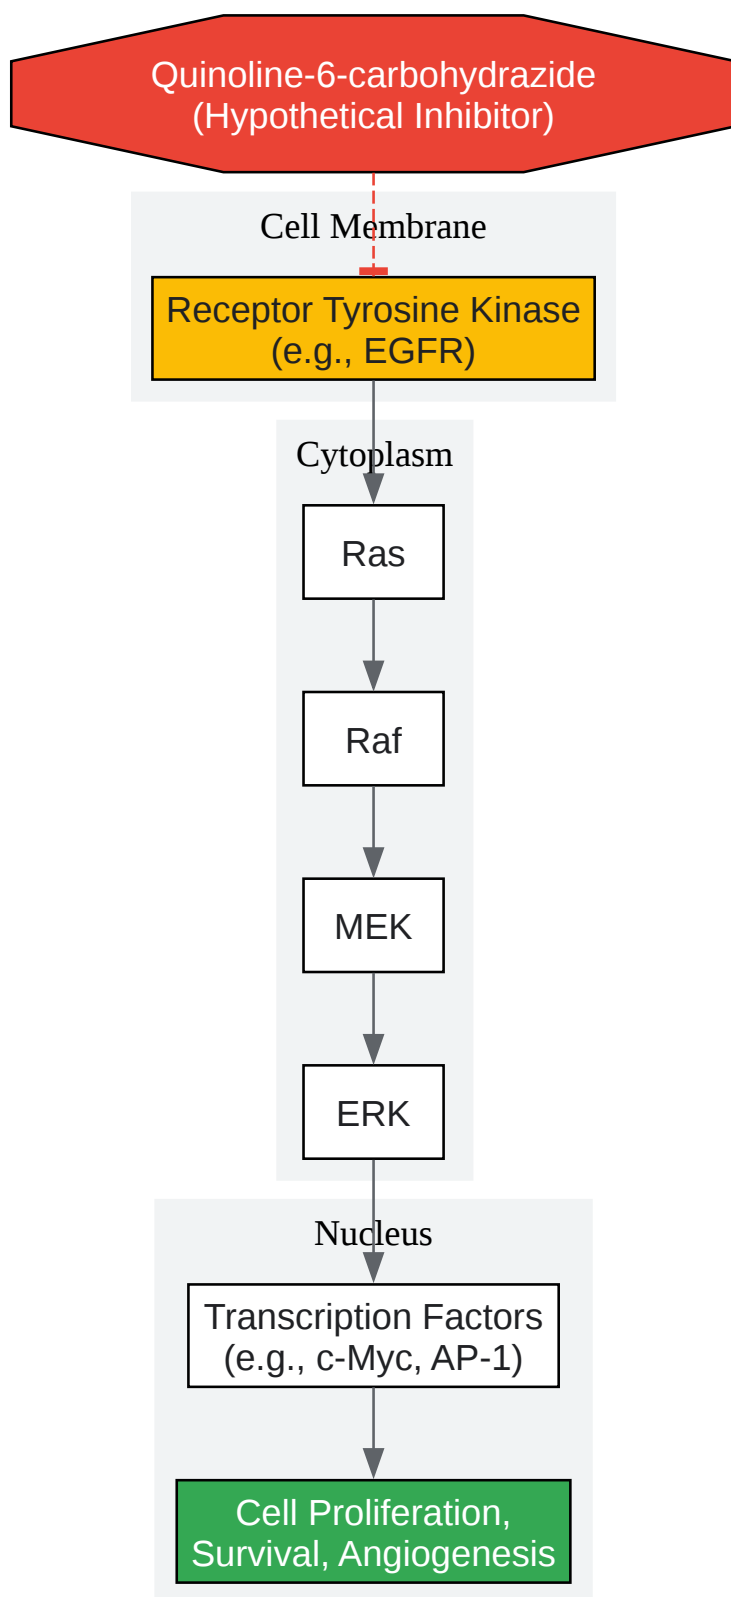 Quinoline-6-carbohydrazide
(Hypothetical Inhibitor)
Cell Membrane
Receptor Tyrosine Kinase
(e.g., EGFR)
Cytoplasm
Ras
Raf
MEK
ERK
Nucleus
Transcription Factors
(e.g., c-Myc, AP-1)
Cell Proliferation,
Survival, Angiogenesis